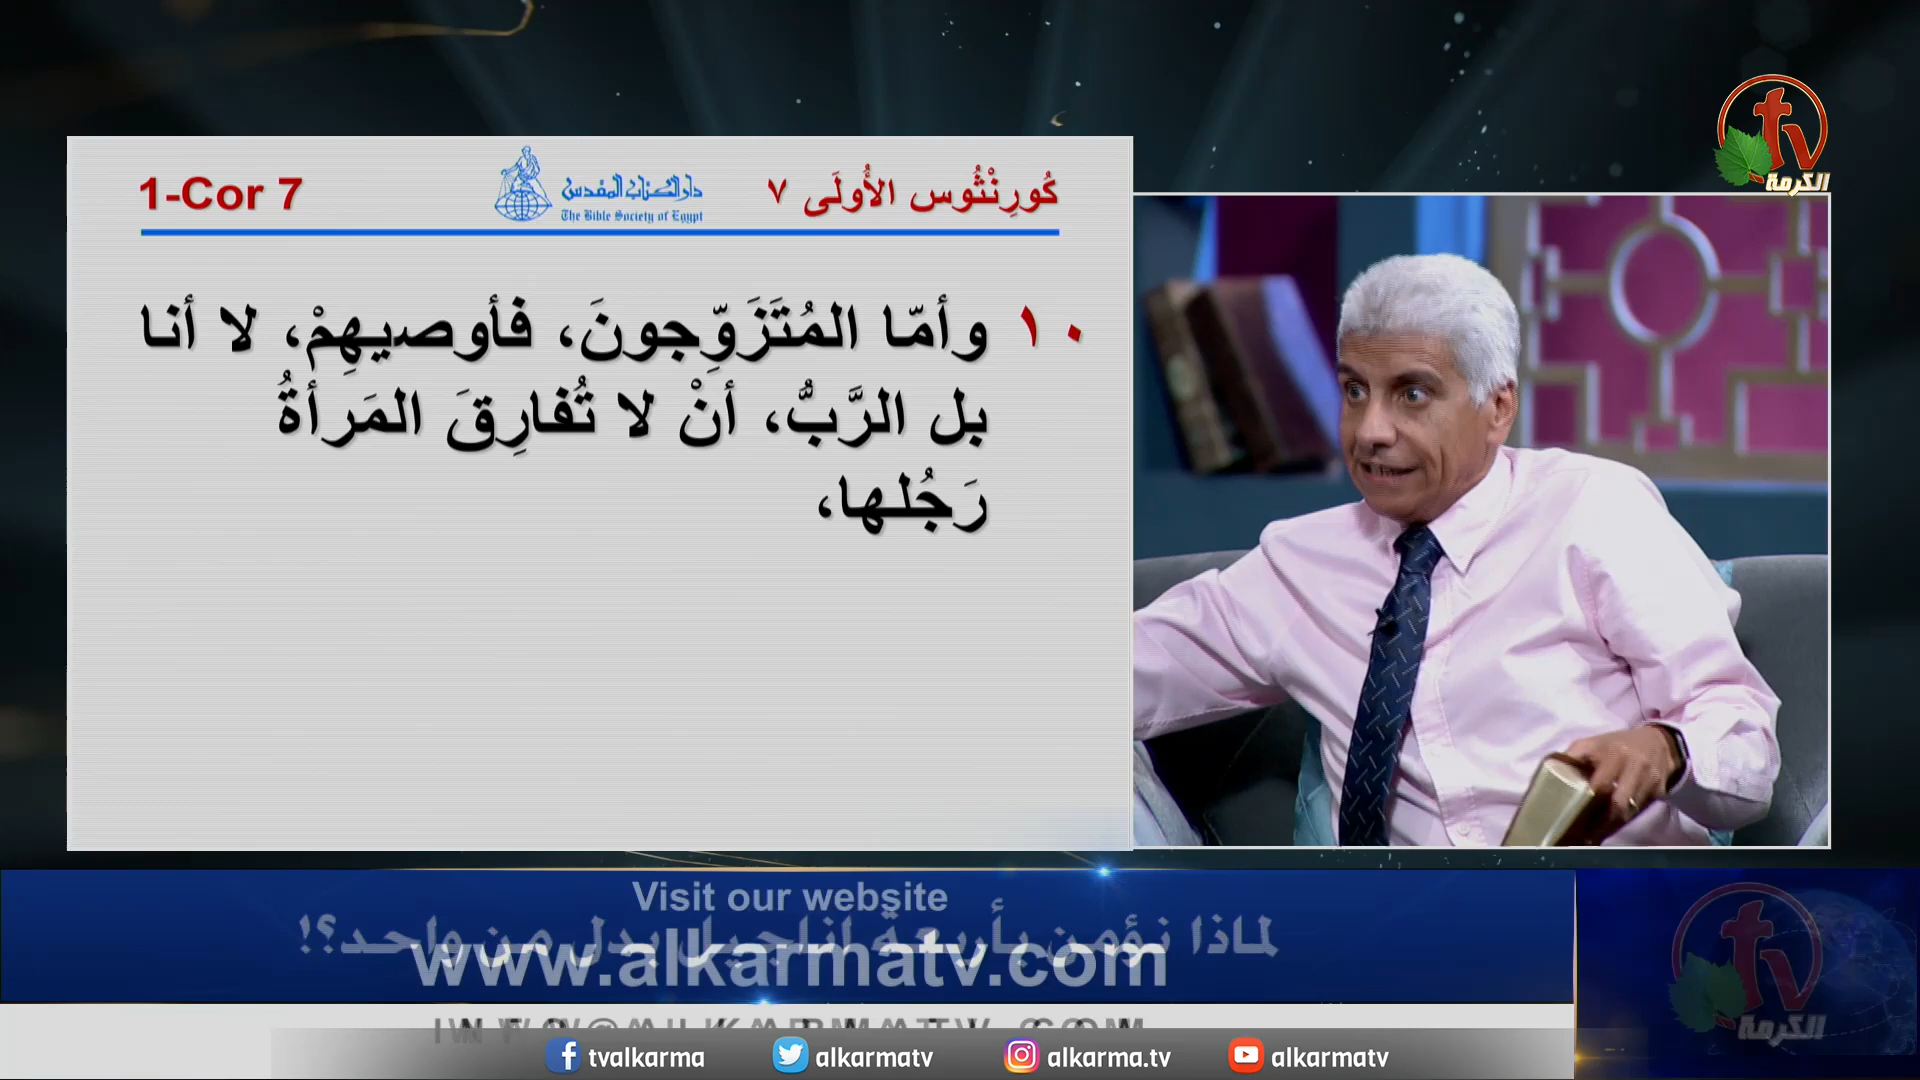 tv
الكرمة
1-Cor 7
دار الكتاب المقدس
The Bible Society of Egypt
كُورِنْثُوس الأُولَى ٧
١٠ وأمّا المُتَزَوِّجونَ، فأوصيهِمْ، لا أنا
بل الرَّبُّ، أنْ لا تُفارِقَ المَرأةُ
رَجُلها،
Visit our website
www.alkarmatv.com
لماذا نؤمن بأربعة أناجيل بدل من واحد؟!
tv
الكرمة
tvalkarma
alkarmatv
alkarma.tv
alkarmatv